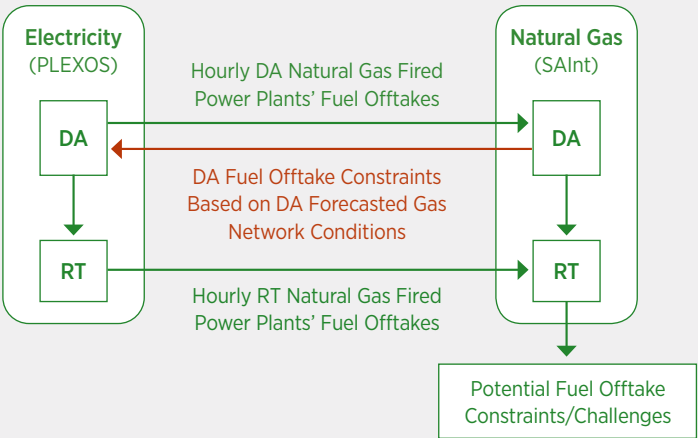 Electricity
(PLEXOS)
Natural Gas
(SAInt)
Hourly DA Natural Gas Fired
Power Plants’ Fuel Offtakes
DA
DA
DA Fuel Offtake Constraints
Based on DA Forecasted Gas
Network Conditions
RT
RT
Hourly RT Natural Gas Fired
Power Plants’ Fuel Offtakes
Potential Fuel Offtake
Constraints/Challenges